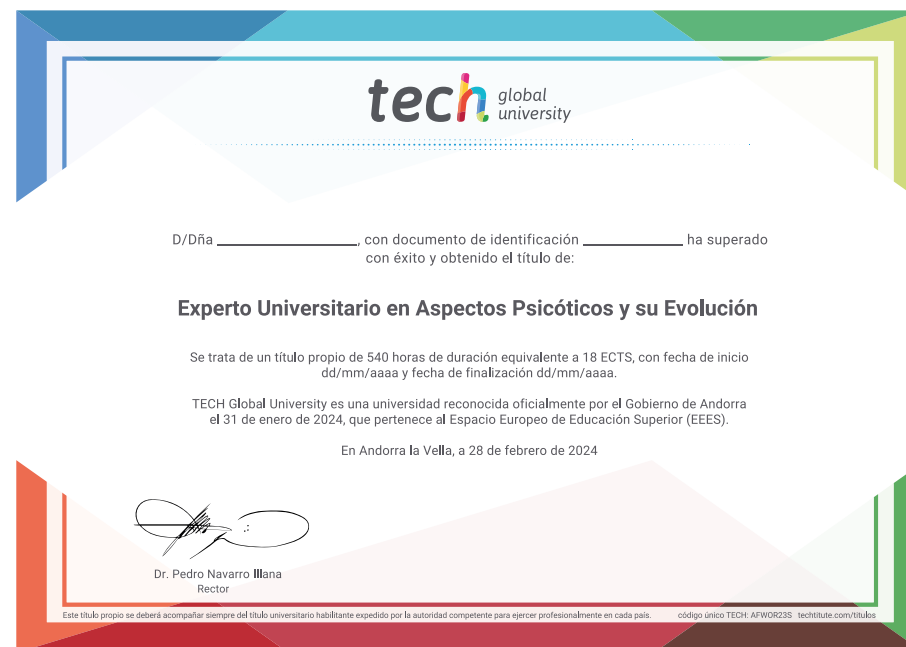 tech global university
D/Dña ________________, con documento de identificación ____________ ha superado
con éxito y obtenido el título de:
Experto Universitario en Aspectos Psicóticos y su Evolución
Se trata de un título propio de 540 horas de duración equivalente a 18 ECTS, con fecha de inicio
dd/mm/aaaa y fecha de finalización dd/mm/aaaa.
TECH Global University es una universidad reconocida oficialmente por el Gobierno de Andorra
el 31 de enero de 2024, que pertenece al Espacio Europeo de Educación Superior (EEES).
En Andorra la Vella, a 28 de febrero de 2024
Dr. Pedro Navarro Illana
Rector
Este título propio se deberá acompañar siempre del título universitario habilitante expedido por la autoridad competente para ejercer profesionalmente en cada país. código único TECH: AFWOR23S techtitute.com/titulos